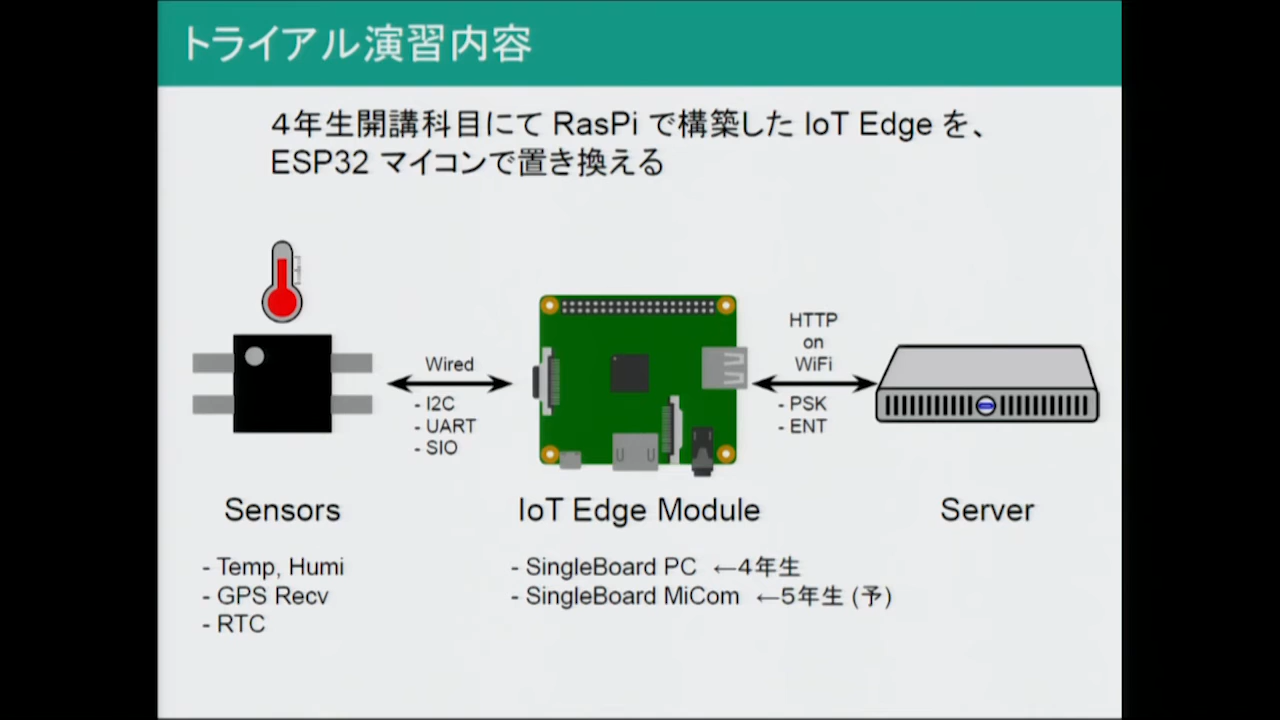 トライアル演習内容
４年生開講科目にて RasPi で構築した IoT Edge を、
ESP32 マイコンで置き換える
Wired
- I2C
- UART
- SIO
HTTP
on
WiFi
- PSK
- ENT
Sensors
IoT Edge Module
Server
- Temp, Humi
- GPS Recv
- RTC
- SingleBoard PC ←４年生
- SingleBoard MiCom ←５年生 (予)